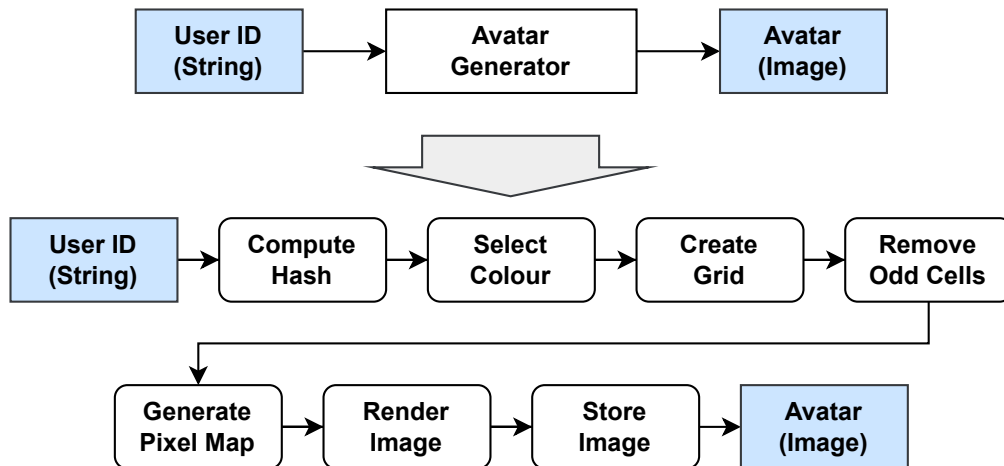 User ID
(String)
Avatar
Generator
Avatar
(Image)
User ID
(String)
Compute
Hash
Select
Colour
Create
Grid
Remove
Odd Cells
Generate
Pixel Map
Render
Image
Store
Image
Avatar
(Image)